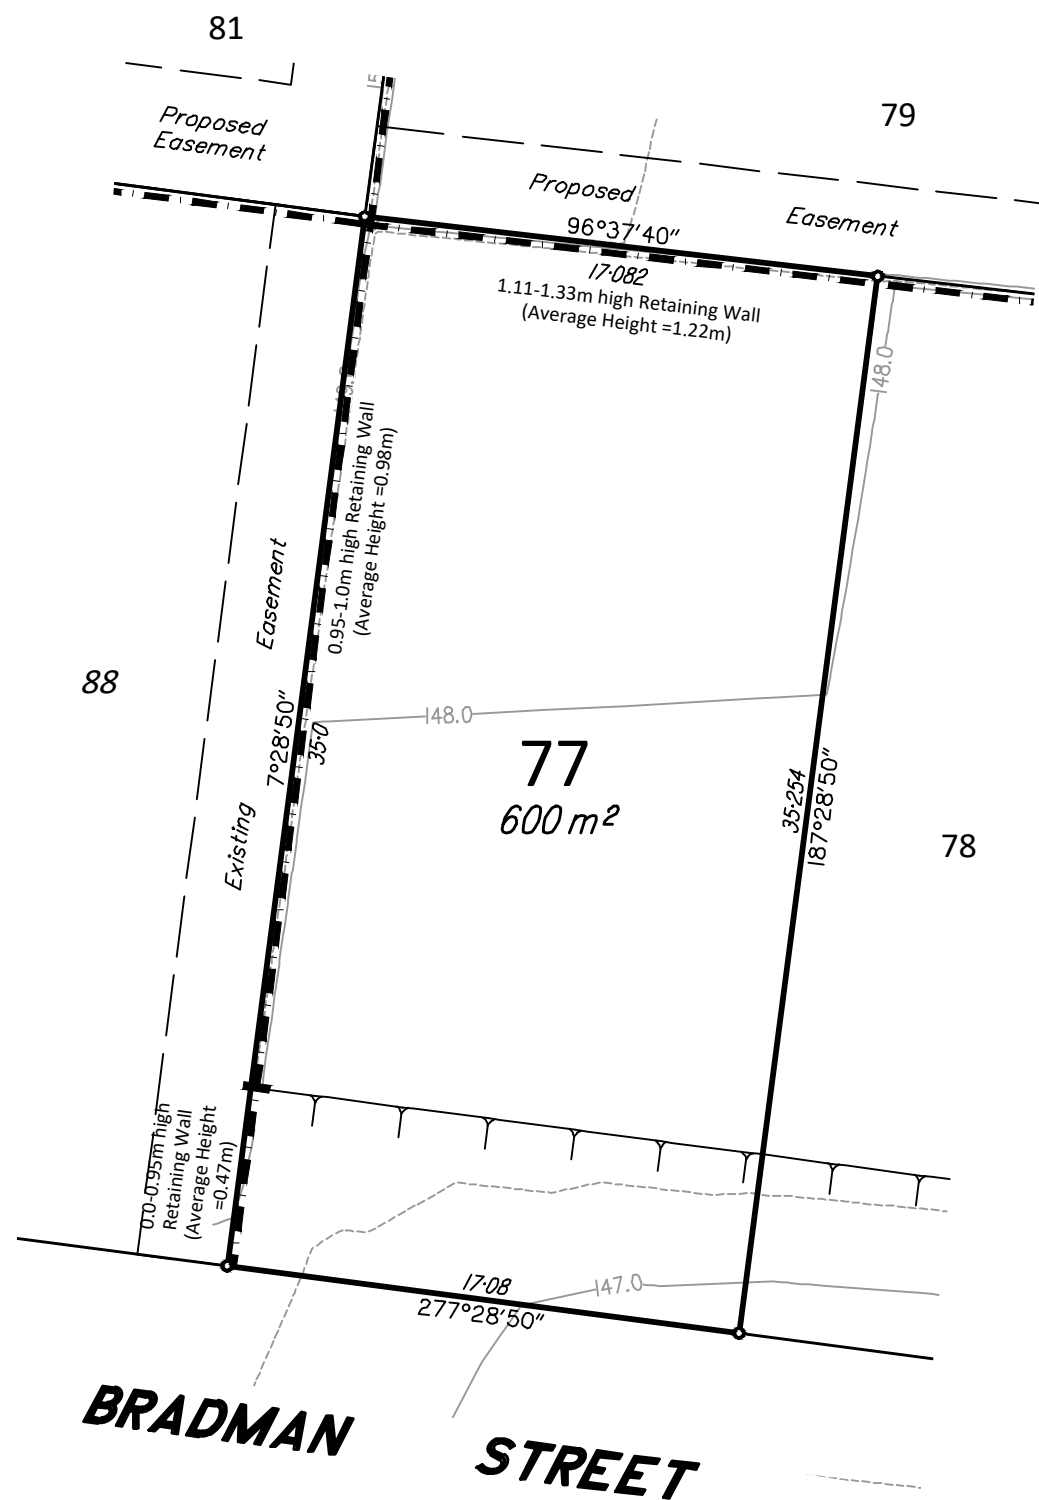 81
79
Proposed
Easement
Proposed
Easement
96°37'40"
17·082
1.11-1.33m high Retaining Wall
(Average Height =1.22m)
148.0
0.95-1.0m high Retaining Wall
(Average Height =0.98m)
Easement
88
7°28'50"
35·0
148.0
77
600 m²
35·254
187°28'50"
78
Existing
0.0-0.95m high
Retaining Wall
(Average Height
=0.47m)
17·08
277°28'50"
147.0
BRADMAN
STREET